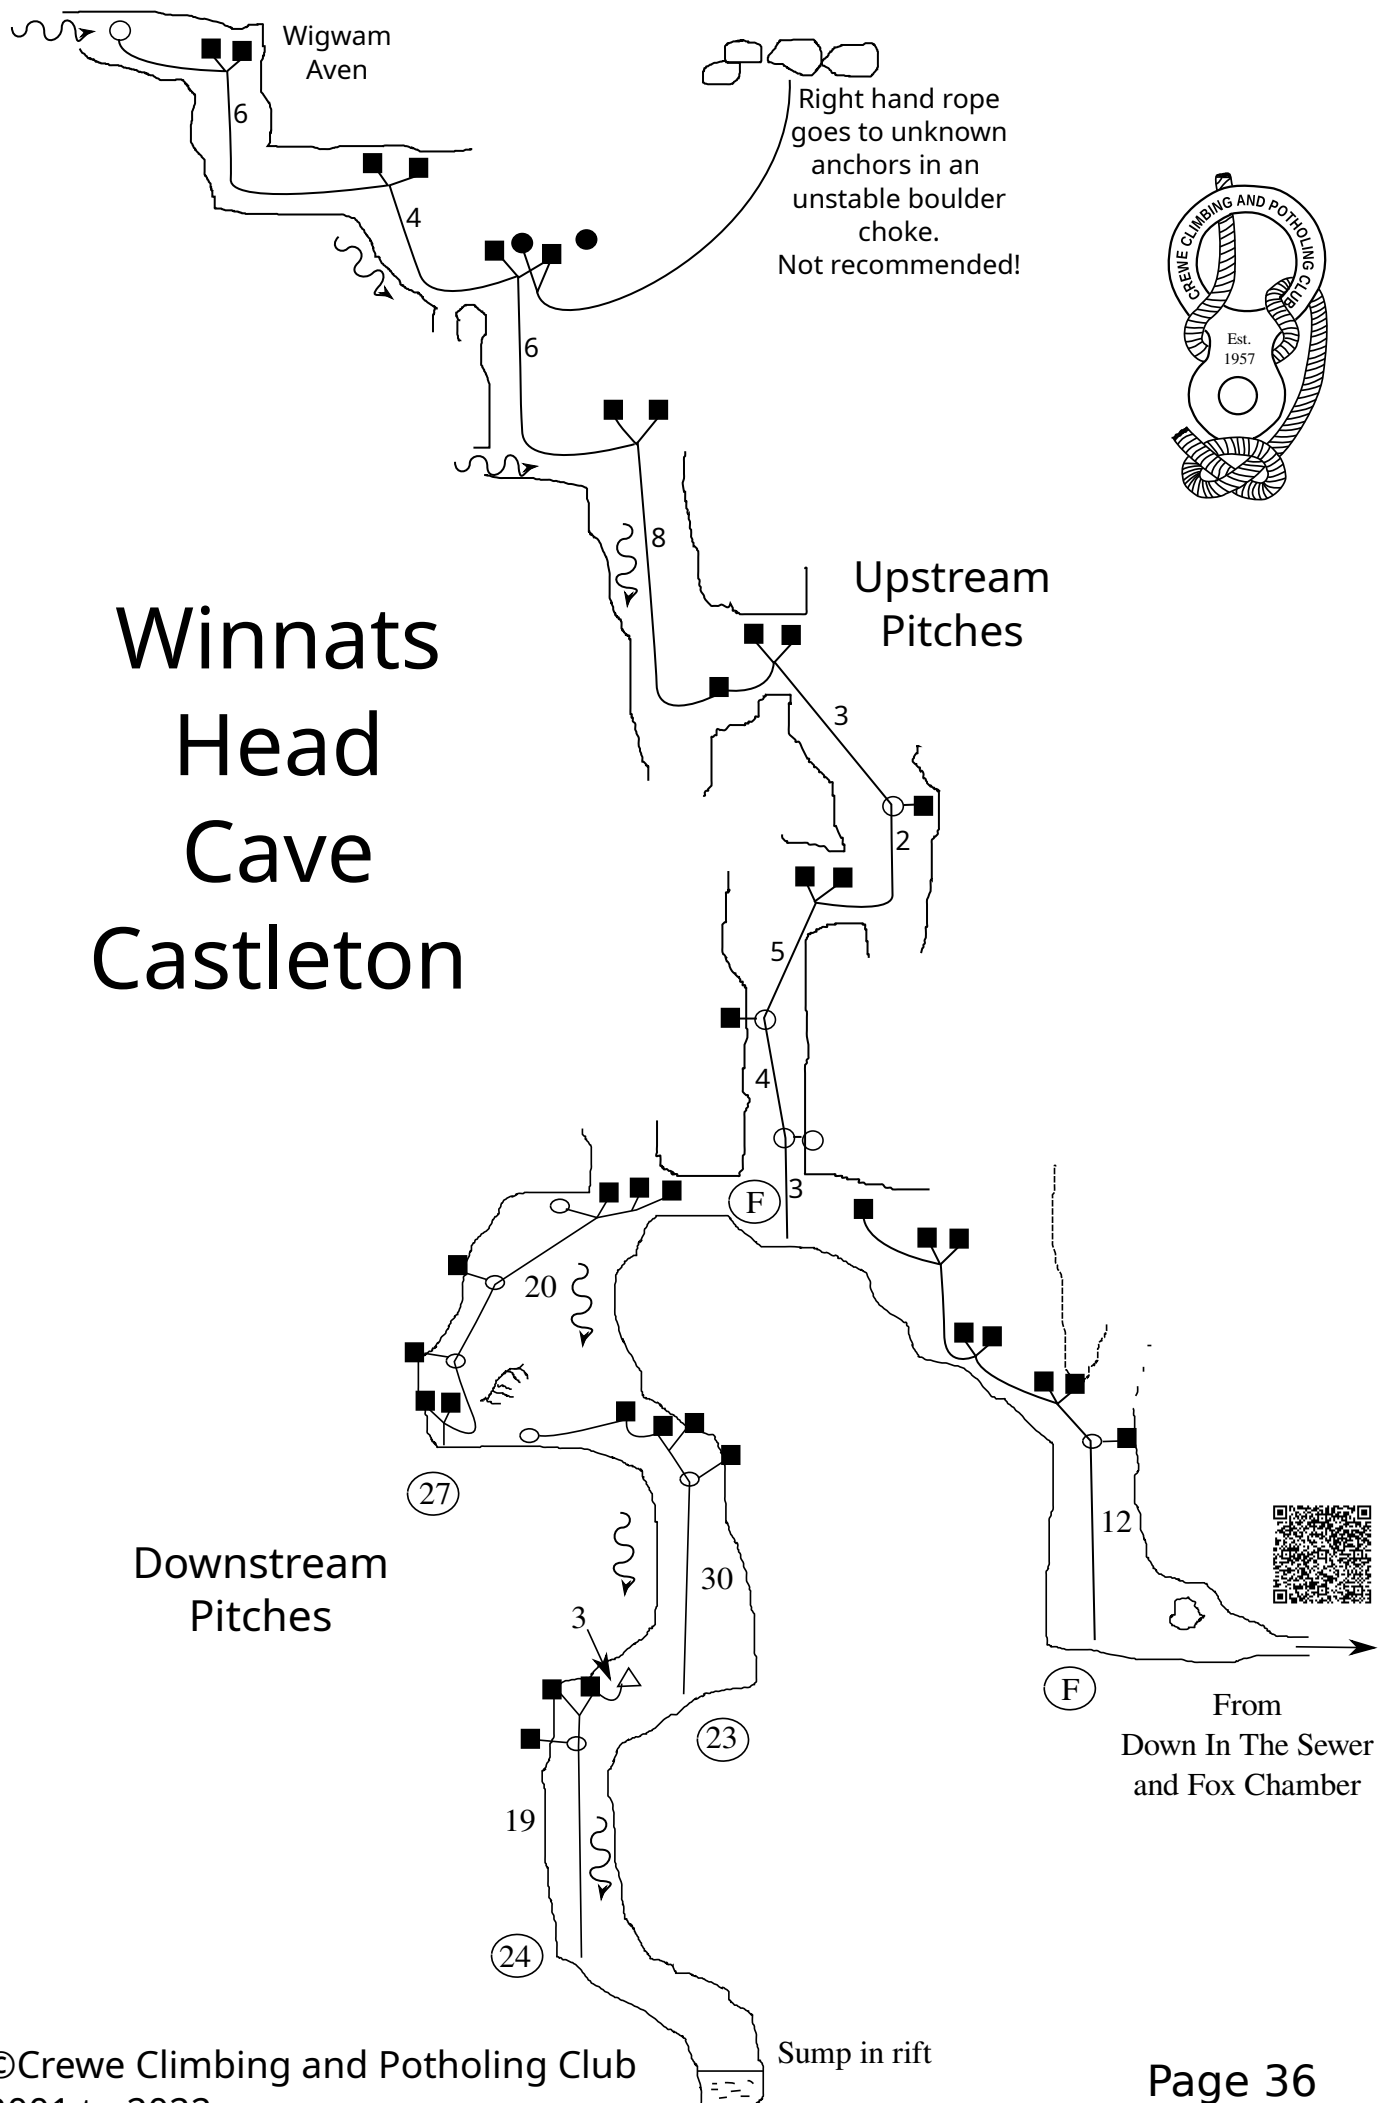 Wigwam
Aven
6
4
6
8
Right hand rope
goes to unknown
anchors in an
unstable boulder
choke.
Not recommended!
CREWE CLIMBING AND POTHOLING CLUB
Est.
1957
Upstream
Pitches
Winnats
Head
Cave
Castleton
3
2
5
4
3
F
20
27
30
12
Downstream
Pitches
3
23
F
From
Down In The Sewer
and Fox Chamber
19
24
Sump in rift
©Crewe Climbing and Potholing Club
Page 36